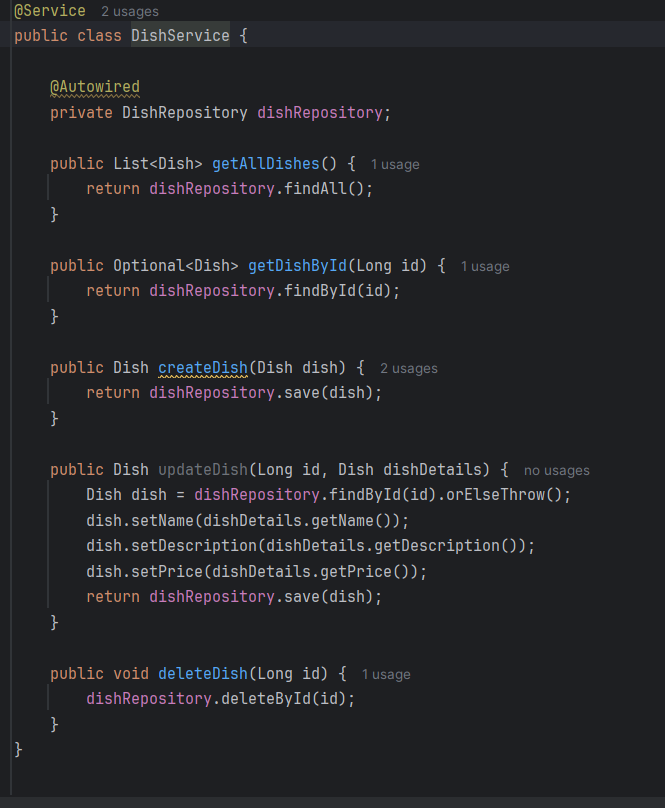 @Service 2 usages
public class DishService {
@Autowired
private DishRepository dishRepository;
public List<Dish> getAllDishes() { 1 usage
return dishRepository.findAll();
}
public Optional<Dish> getDishById(Long id) { 1 usage
return dishRepository.findById(id);
}
public Dish createDish(Dish dish) { 2 usages
return dishRepository.save(dish);
}
public Dish updateDish(Long id, Dish dishDetails) { no usages
Dish dish = dishRepository.findById(id).orElseThrow();
dish.setName(dishDetails.getName());
dish.setDescription(dishDetails.getDescription());
dish.setPrice(dishDetails.getPrice());
return dishRepository.save(dish);
}
public void deleteDish(Long id) { 1 usage
dishRepository.deleteById(id);
}
}